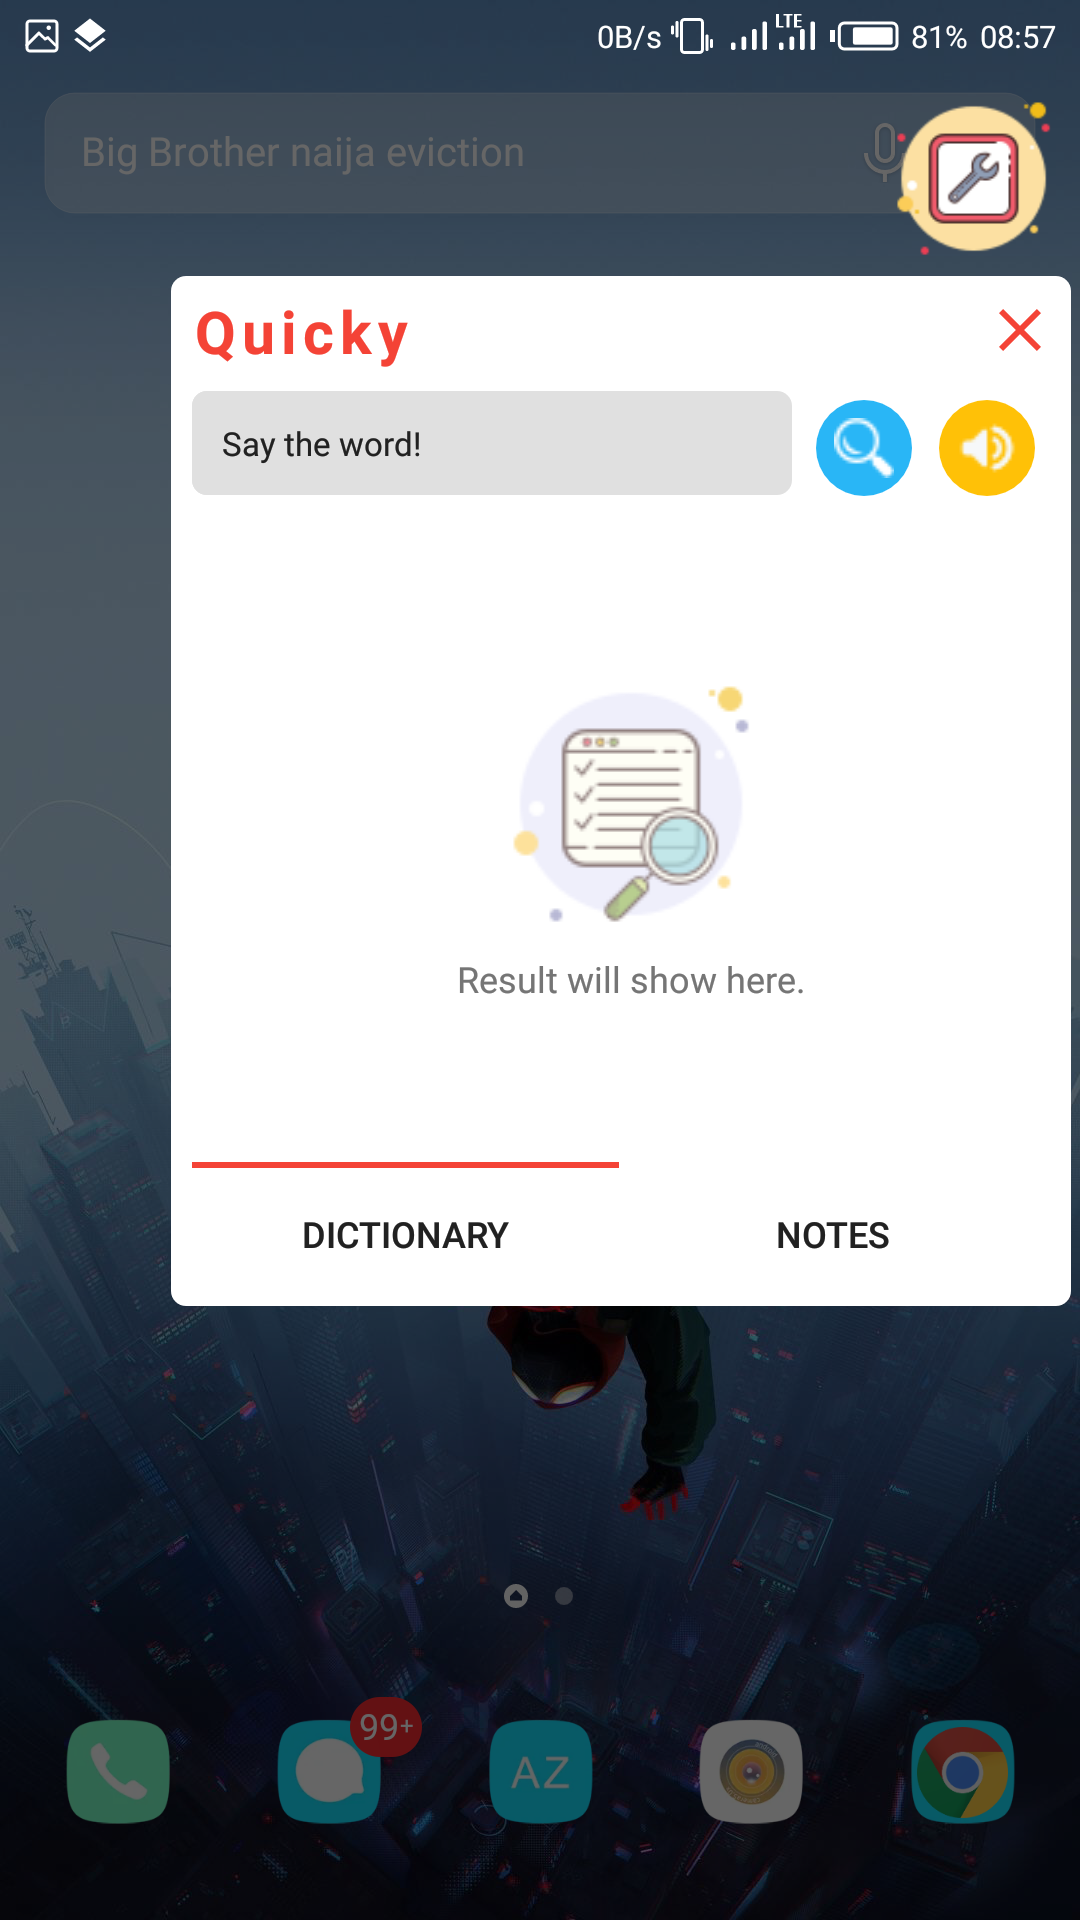 0B/s LTE 81% 08:57
Big Brother naija eviction
Quicky
Say the word!
Result will show here.
DICTIONARY NOTES
99+
AZ